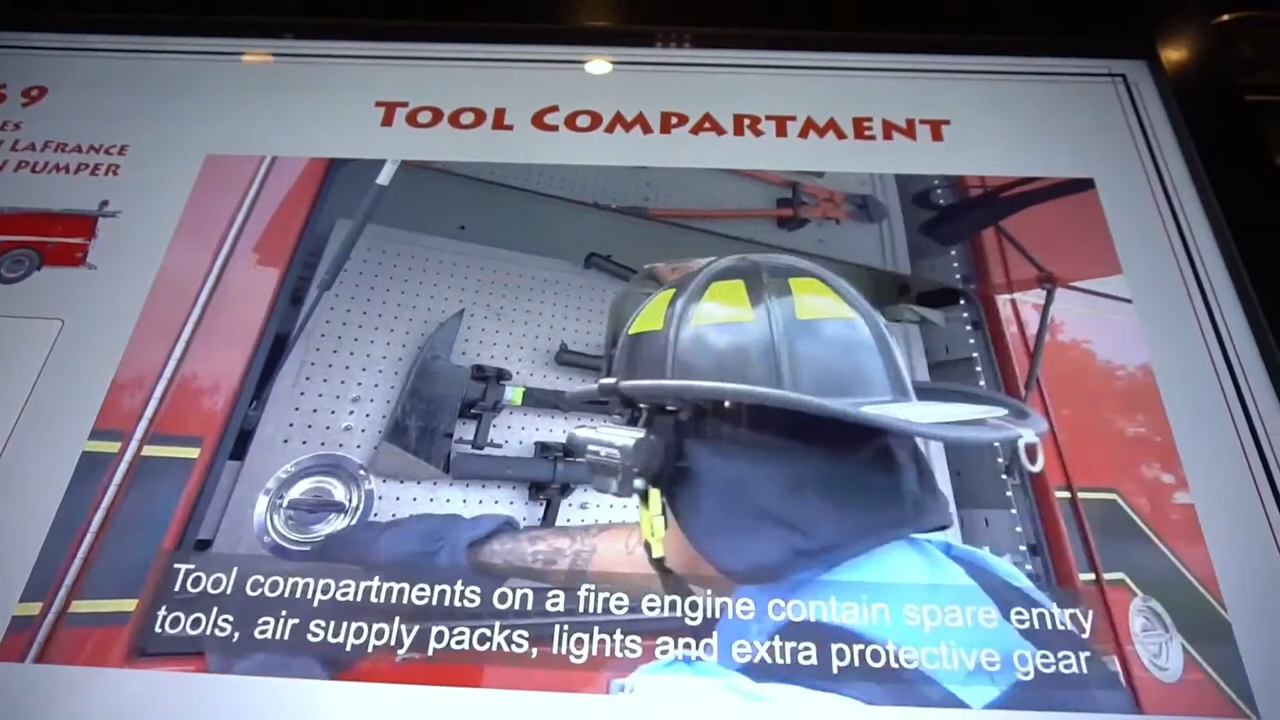 69
LAFRANCE
PUMPER
TOOL COMPARTMENT
Tool compartments on a fire engine contain spare entry
tools, air supply packs, lights and extra protective gear